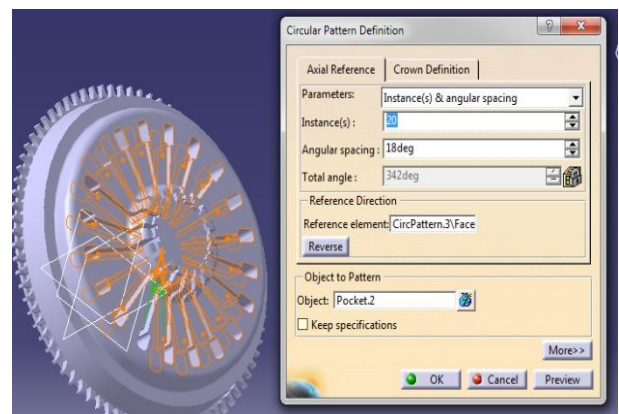 Circular Pattern Definition
Axial Reference Crown Definition
Parameters: Instance(s) & angular spacing
Instance(s) : 20
Angular spacing : 18deg
Total angle : 342deg
Reference Direction
Reference element: CircPattern.3\Face
Reverse
Object to Pattern
Object: Pocket.2
Keep specifications
More>>
OK Cancel Preview